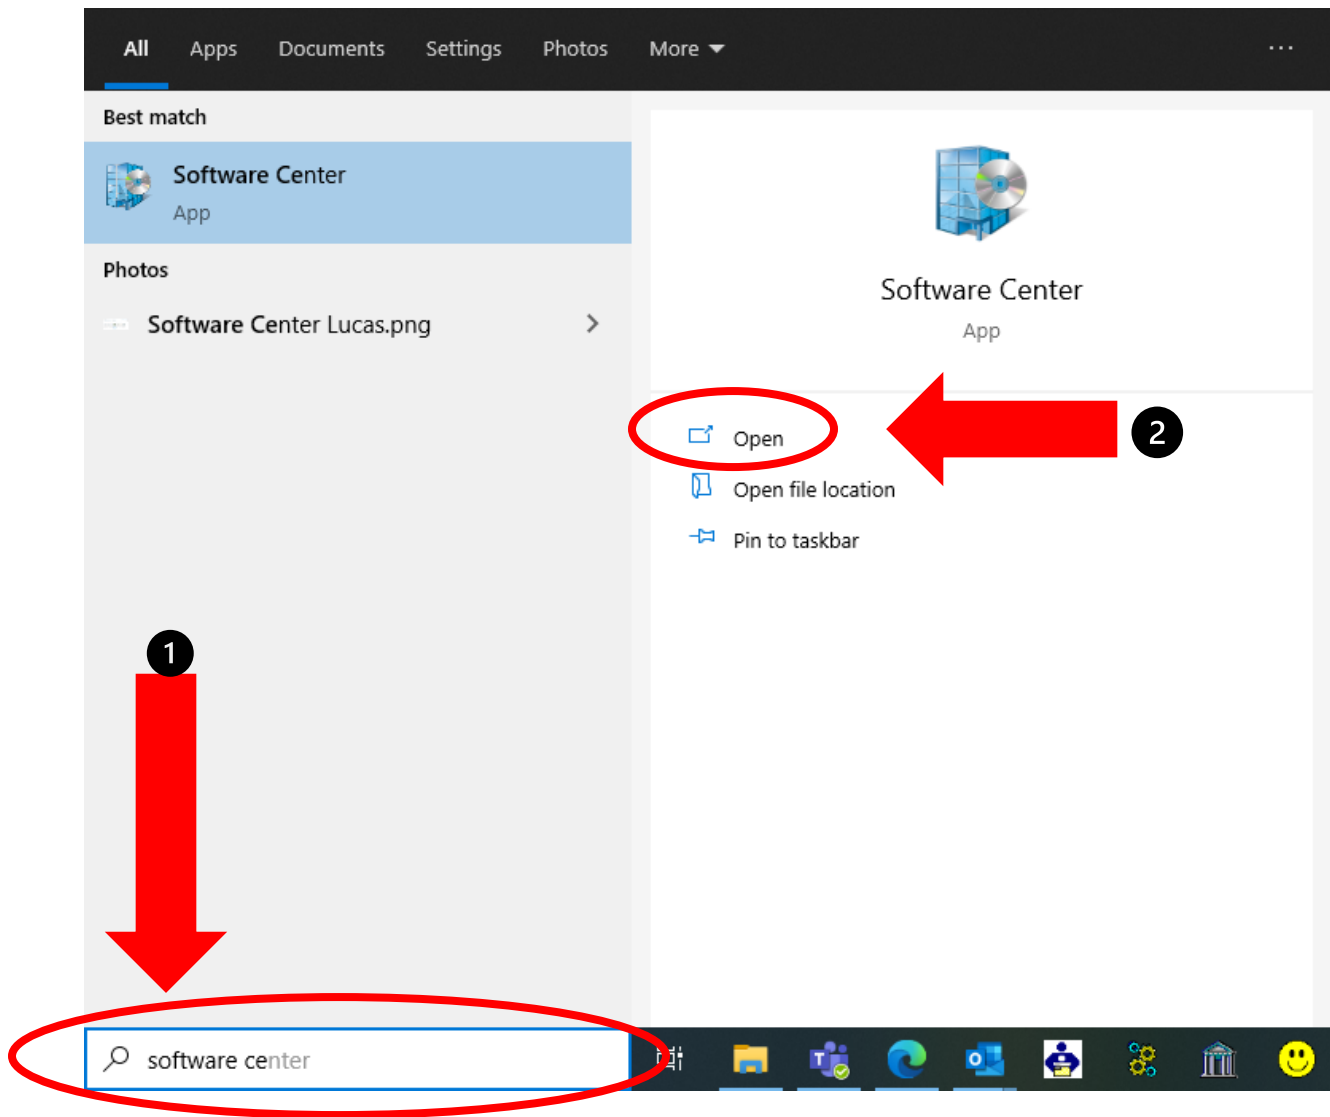 All Apps Documents Settings Photos More ...
Best match
Software Center
App
Photos
Software Center Lucas.png
Software Center
App
Open
2
Open file location
Pin to taskbar
1
software center